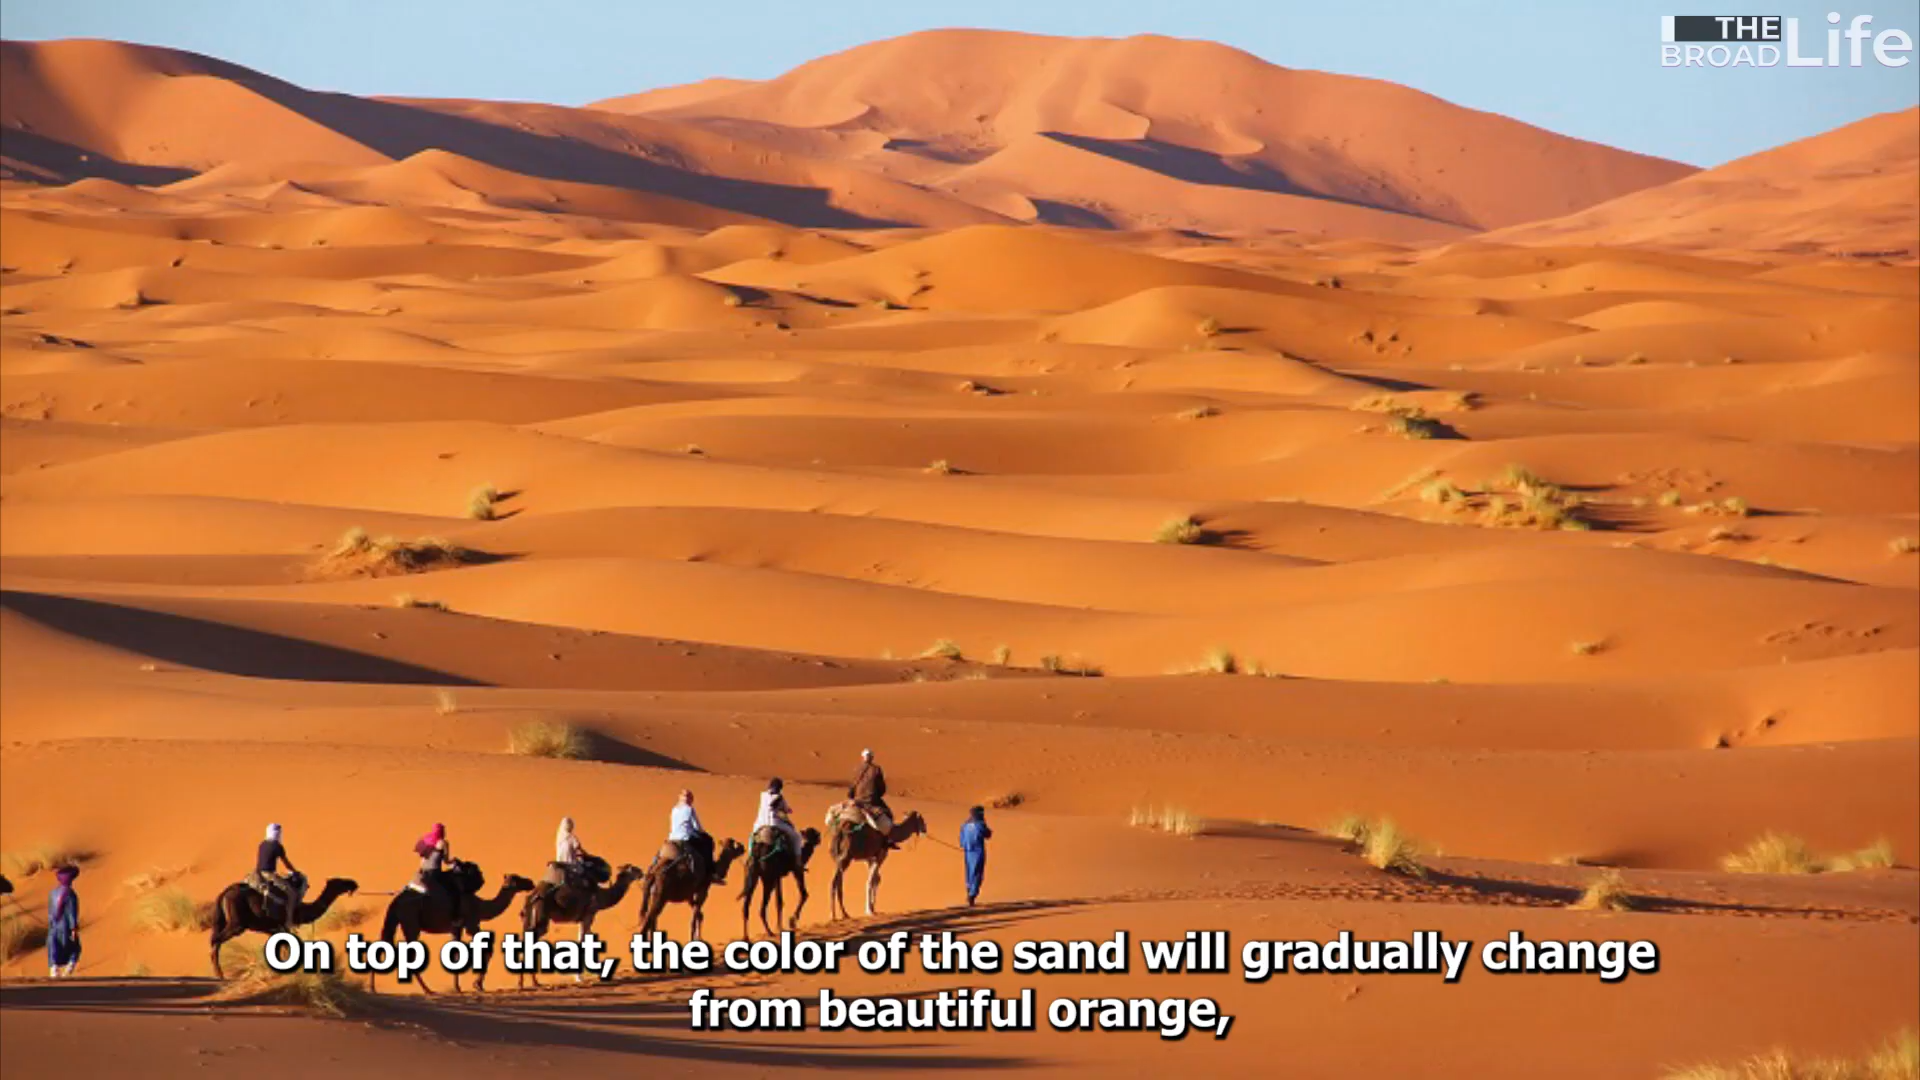 THE
BROAD Life
On top of that, the color of the sand will gradually change
from beautiful orange,